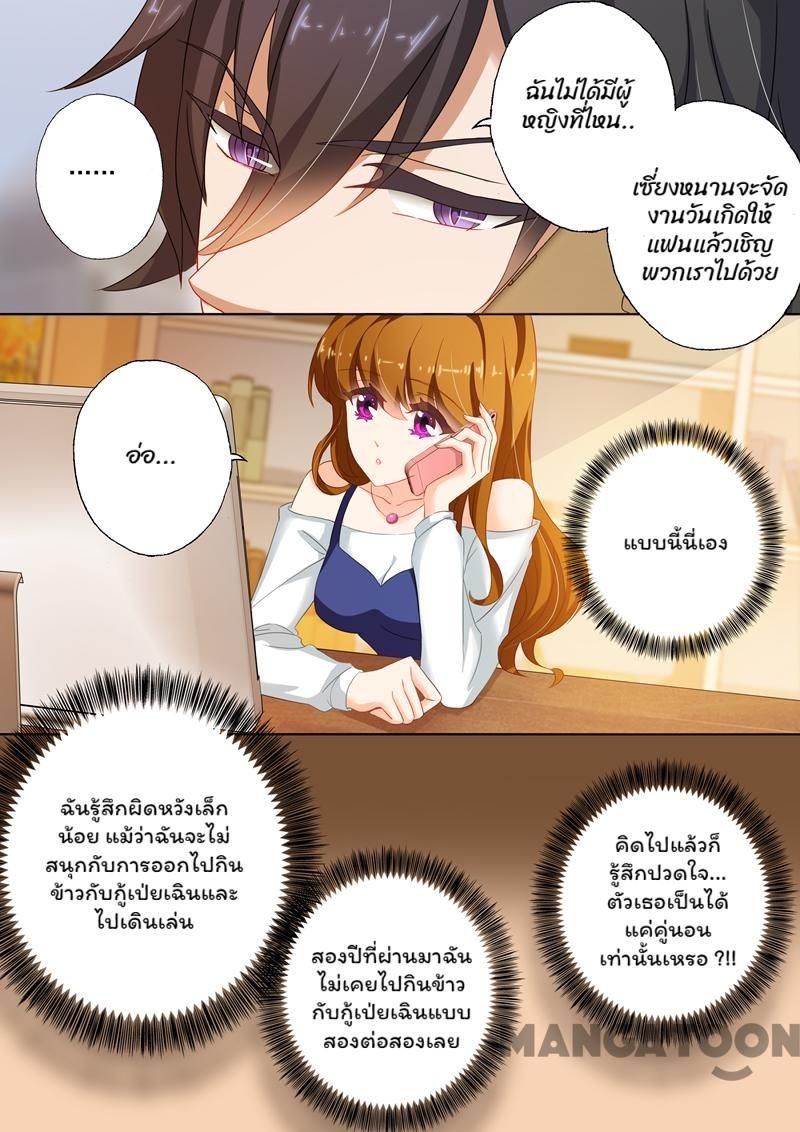 ......
ฉันไม่ได้มีผู้
หญิงที่ไหน..
เซี่ยงหนานจะจัด
งานวันเกิดให้
แฟนแล้วเชิญ
พวกเราไปด้วย
อ่อ...
แบบนี้นี่เอง
ฉันรู้สึกผิดหวังเล็ก
น้อย แม้ว่าฉันจะไม่
สนุกกับการออกไปกิน
ข้าวกับกู้เป่ยเฉินและ
ไปเดินเล่น
สองปีที่ผ่านมาฉัน
ไม่เคยไปกินข้าว
กับกู้เป่ยเฉินแบบ
สองต่อสองเลย
คิดไปแล้วก็
รู้สึกปวดใจ...
ตัวเธอเป็นได้
แค่คู่นอน
เท่านั้นเหรอ ?!!
MANGATOON